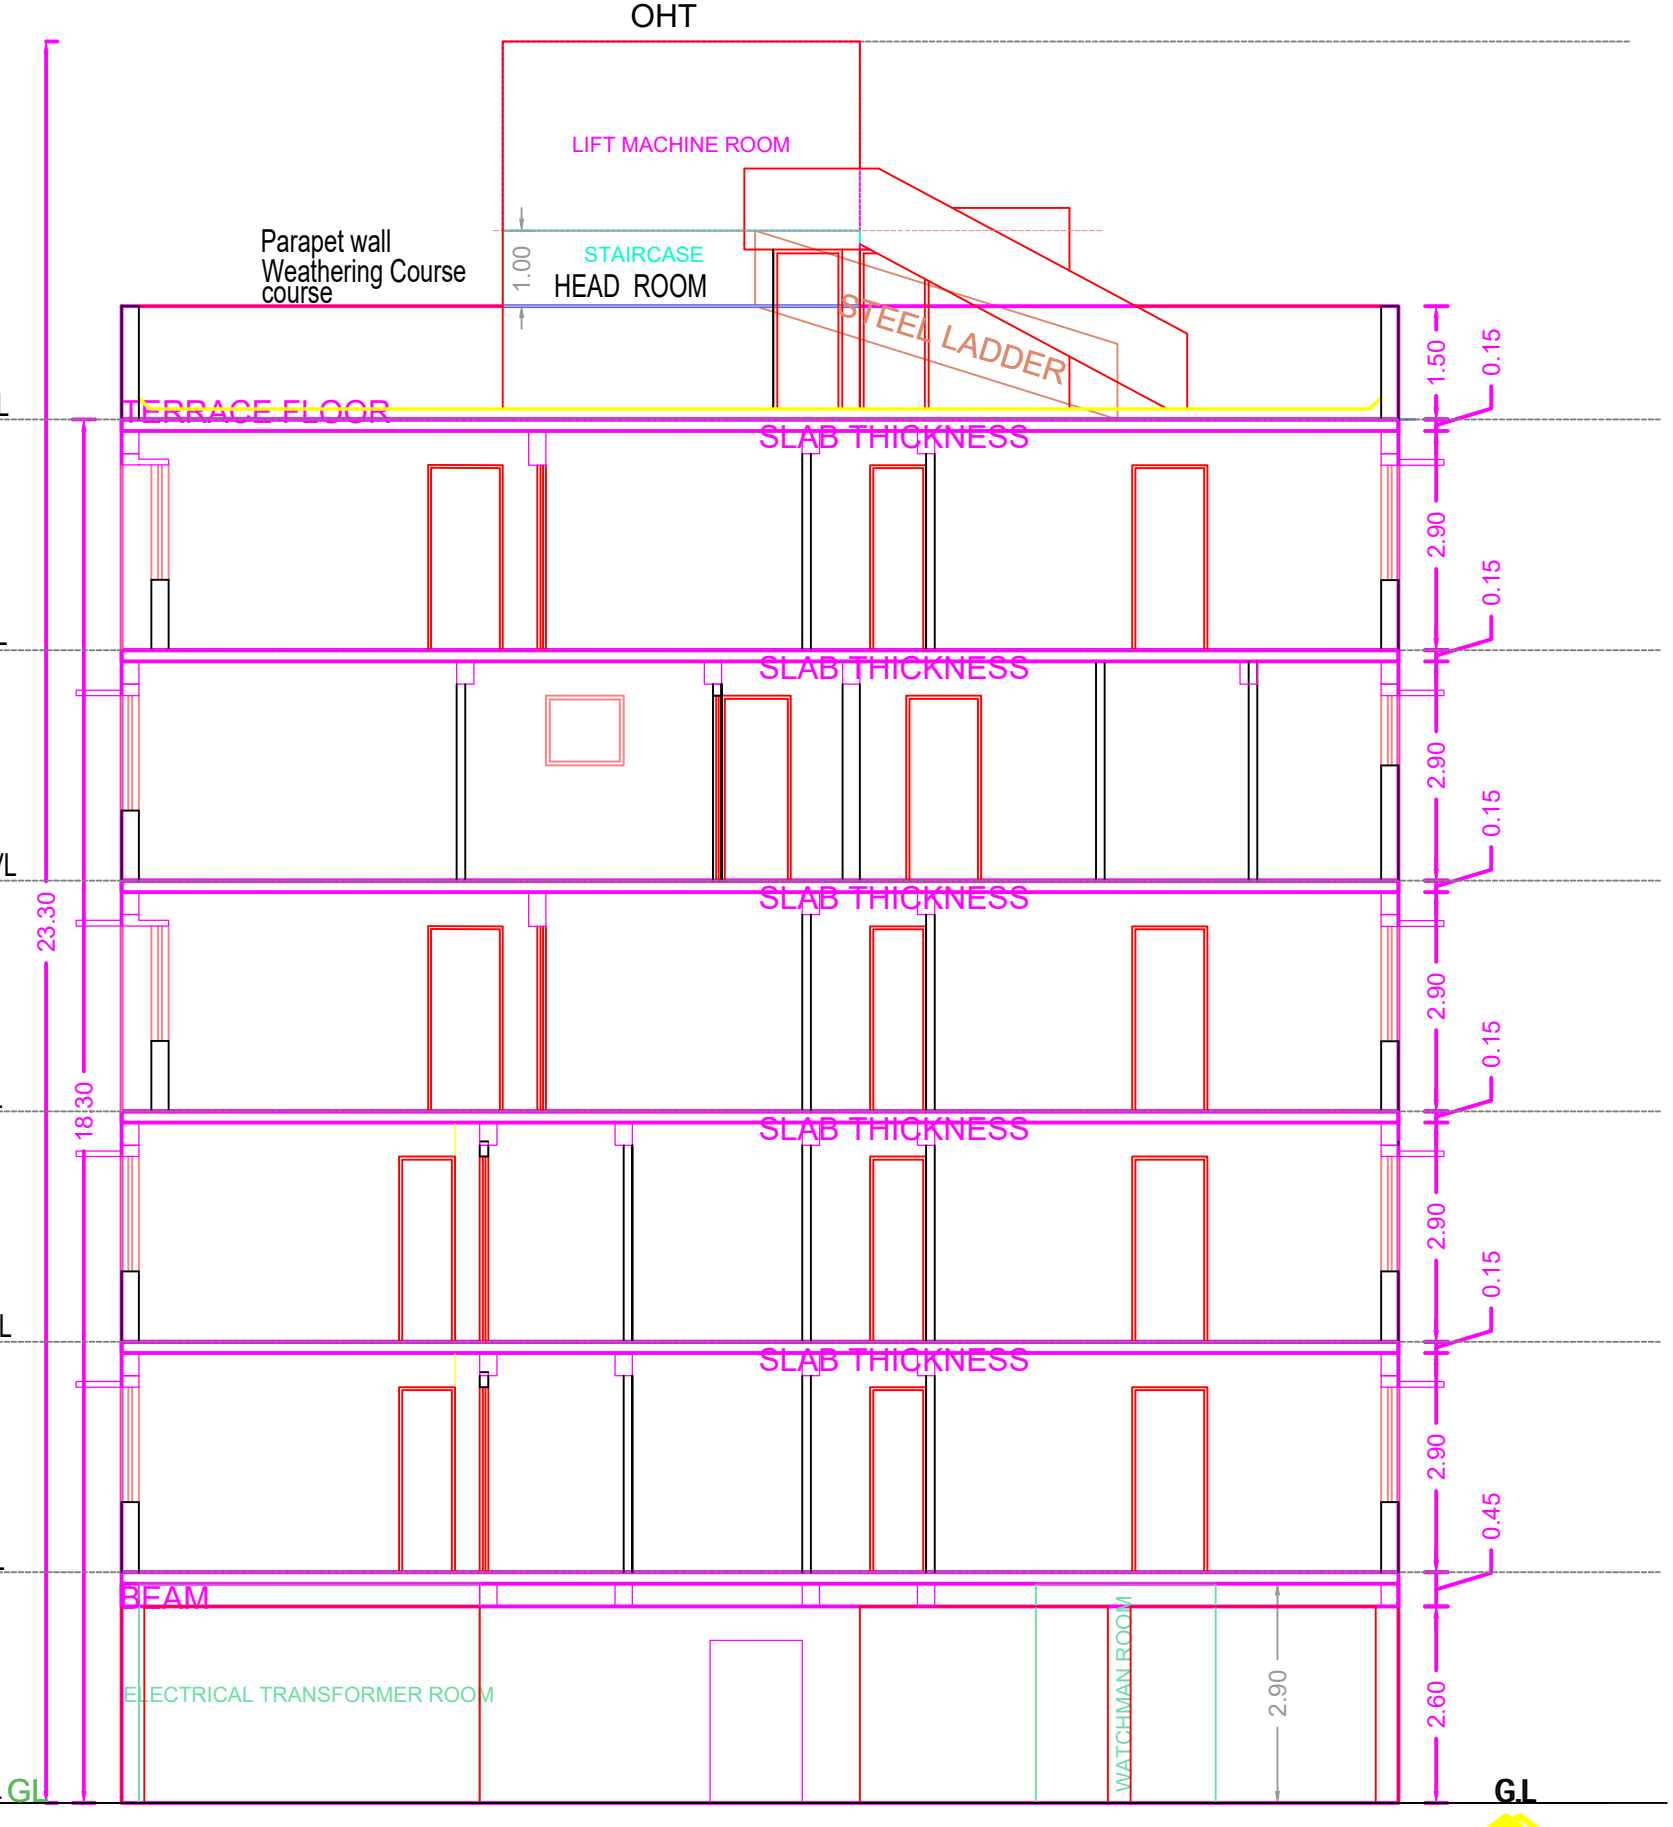 OHT
LIFT MACHINE ROOM
Parapet wall
Weathering Course
course
1.00
STAIRCASE
HEAD ROOM
STEEL LADDER
1.50
0.15
L
TERRACE FLOOR
SLAB THICKNESS
2.90
0.15
SLAB THICKNESS
2.90
0.15
VL
SLAB THICKNESS
23.30
2.90
0.15
18.30
SLAB THICKNESS
2.90
0.15
SLAB THICKNESS
2.90
0.45
BEAM
ELECTRICAL TRANSFORMER ROOM
WATCHMAN ROOM
2.90
2.60
GL
G.L